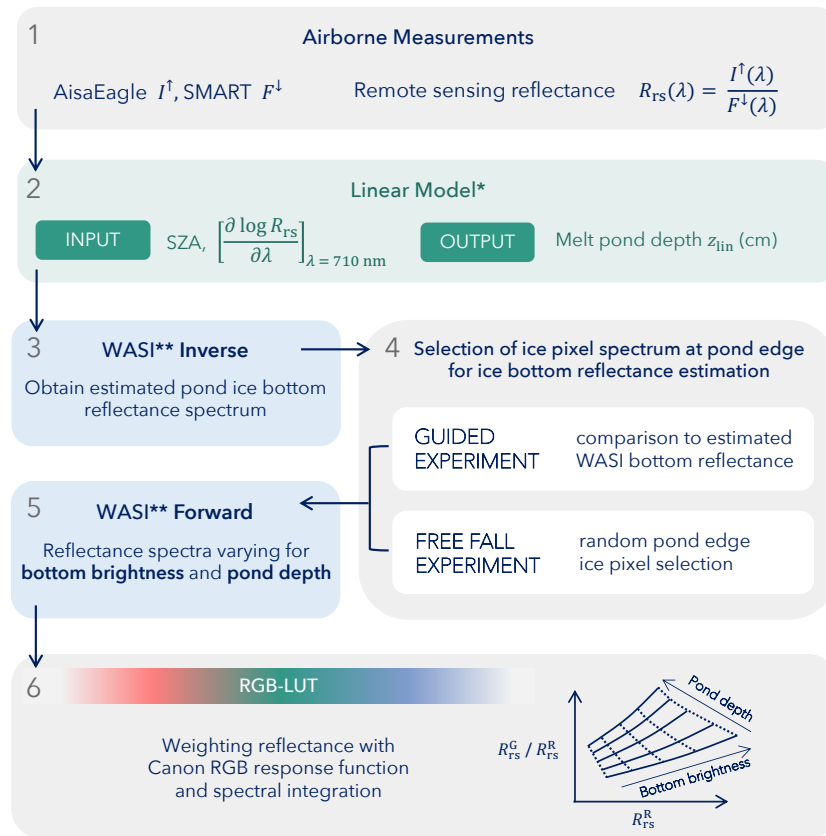 1
Airborne Measurements
AisaEagle I↑, SMART F↓
Remote sensing reflectance R_rs(λ) = I↑(λ) / F↓(λ)
2
Linear Model*
INPUT
SZA, [∂ log R_rs / ∂λ]_λ = 710 nm
OUTPUT
Melt pond depth z_lin (cm)
3
WASI** Inverse
Obtain estimated pond ice bottom
reflectance spectrum
4
Selection of ice pixel spectrum at pond edge
for ice bottom reflectance estimation
GUIDED
EXPERIMENT
comparison to estimated
WASI bottom reflectance
FREE FALL
EXPERIMENT
random pond edge
ice pixel selection
5
WASI** Forward
Reflectance spectra varying for
bottom brightness and pond depth
6
RGB-LUT
Weighting reflectance with
Canon RGB response function
and spectral integration
R_rs^G / R_rs^R
Pond depth
Bottom brightness
R_rs^R